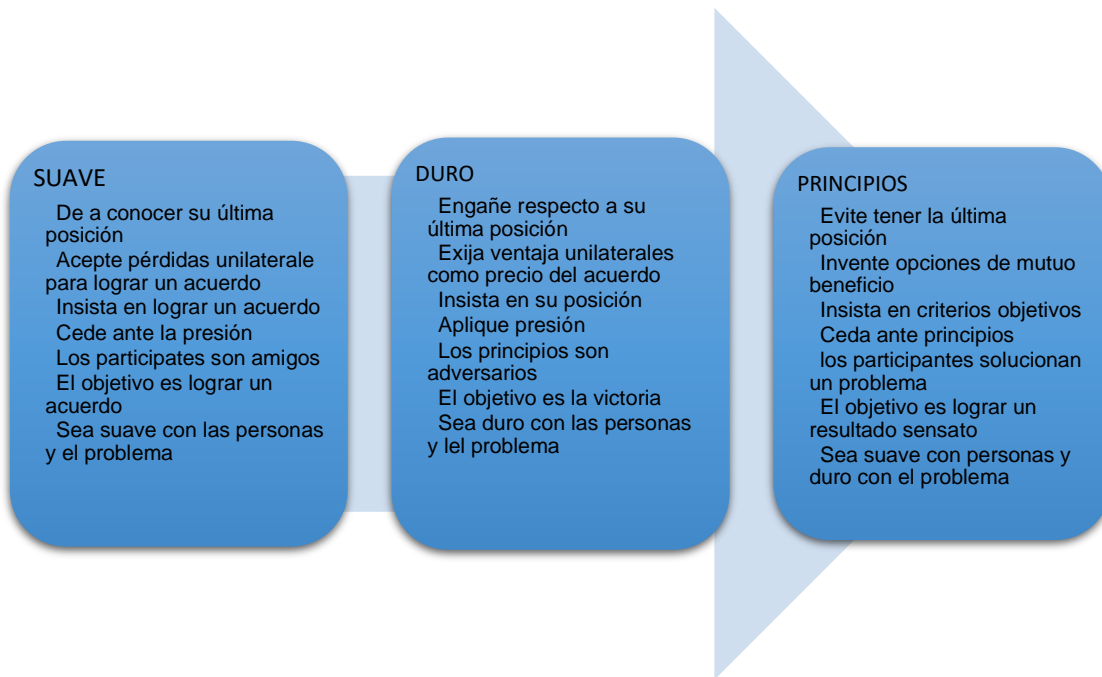 SUAVE
De a conocer su última
posición
Acepte pérdidas unilaterale
para lograr un acuerdo
Insista en lograr un acuerdo
Cede ante la presión
Los participates son amigos
El objetivo es lograr un
acuerdo
Sea suave con las personas
y el problema
DURO
Engañe respecto a su
última posición
Exija ventaja unilaterales
como precio del acuerdo
Insista en su posición
Aplique presión
Los principios son
adversarios
El objetivo es la victoria
Sea duro con las personas
y lel problema
PRINCIPIOS
Evite tener la última
posición
Invente opciones de mutuo
beneficio
Insista en criterios objetivos
Ceda ante principios
los participantes solucionan
un problema
El objetivo es lograr un
resultado sensato
Sea suave con personas y
duro con el problema